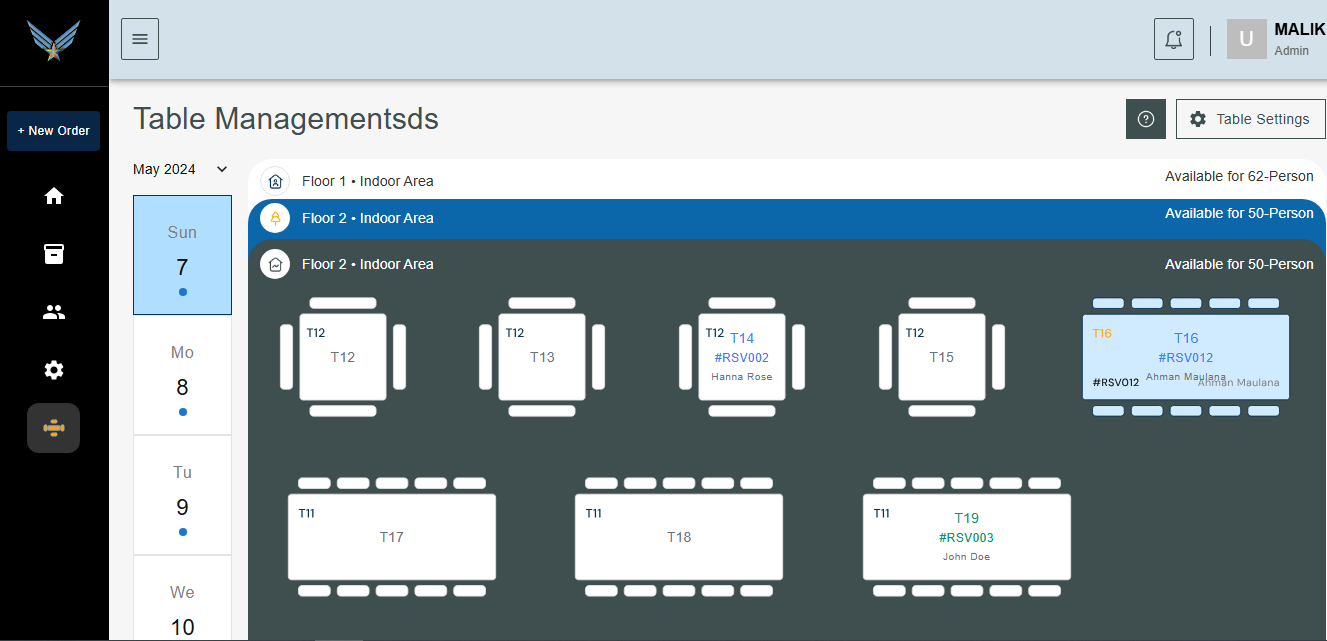 U
MALIK
Admin
+ New Order
Table Managementsds
Table Settings
May 2024
Floor 1 • Indoor Area
Available for 62-Person
Floor 2 • Indoor Area
Available for 50-Person
Floor 2 • Indoor Area
Available for 50-Person
Sun
7
Mo
8
Tu
9
We
10
T12
T12
T12
T13
T12
T14
#RSV002
Hanna Rose
T12
T15
T16
T16
#RSV012
Ahman Maulana
#RSV012
Ahman Maulana
T11
T17
T11
T18
T11
T19
#RSV003
John Doe